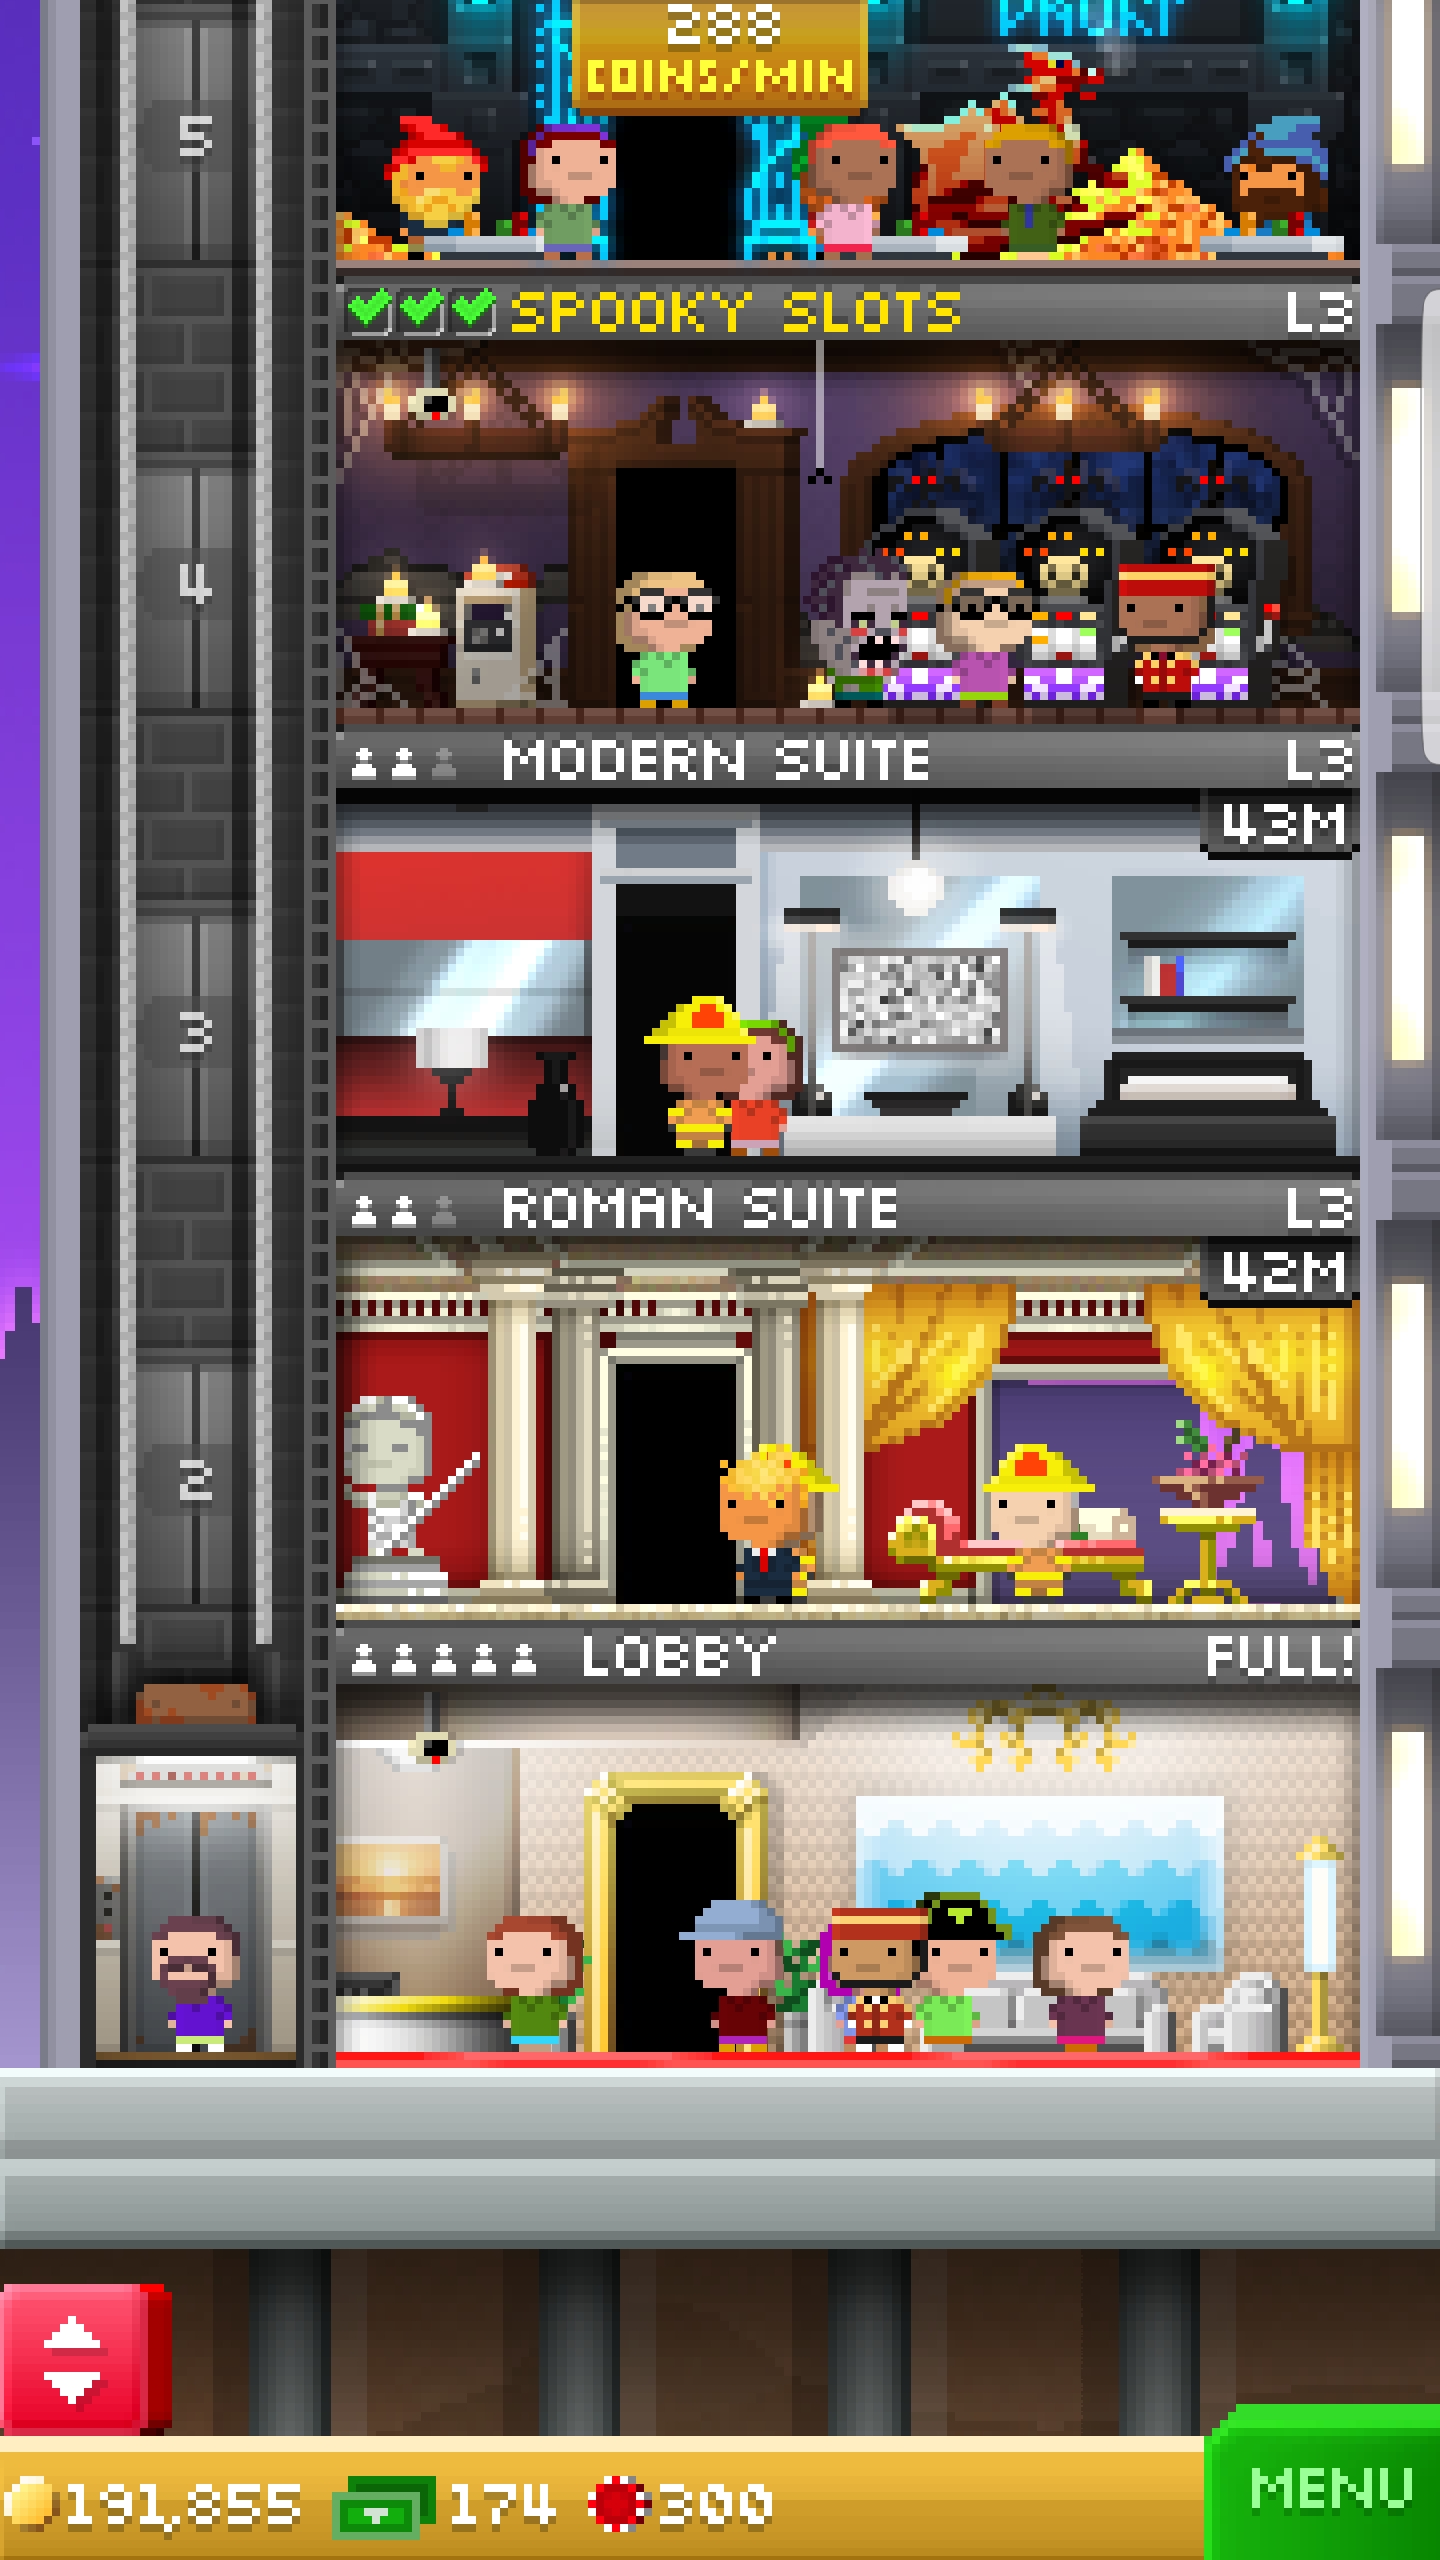 288
COINS/MIN
5
SPOOKY SLOTS L3
4
MODERN SUITE L3
43M
3
ROMAN SUITE L3
42M
2
LOBBY FULL!
191,855 174 300
MENU